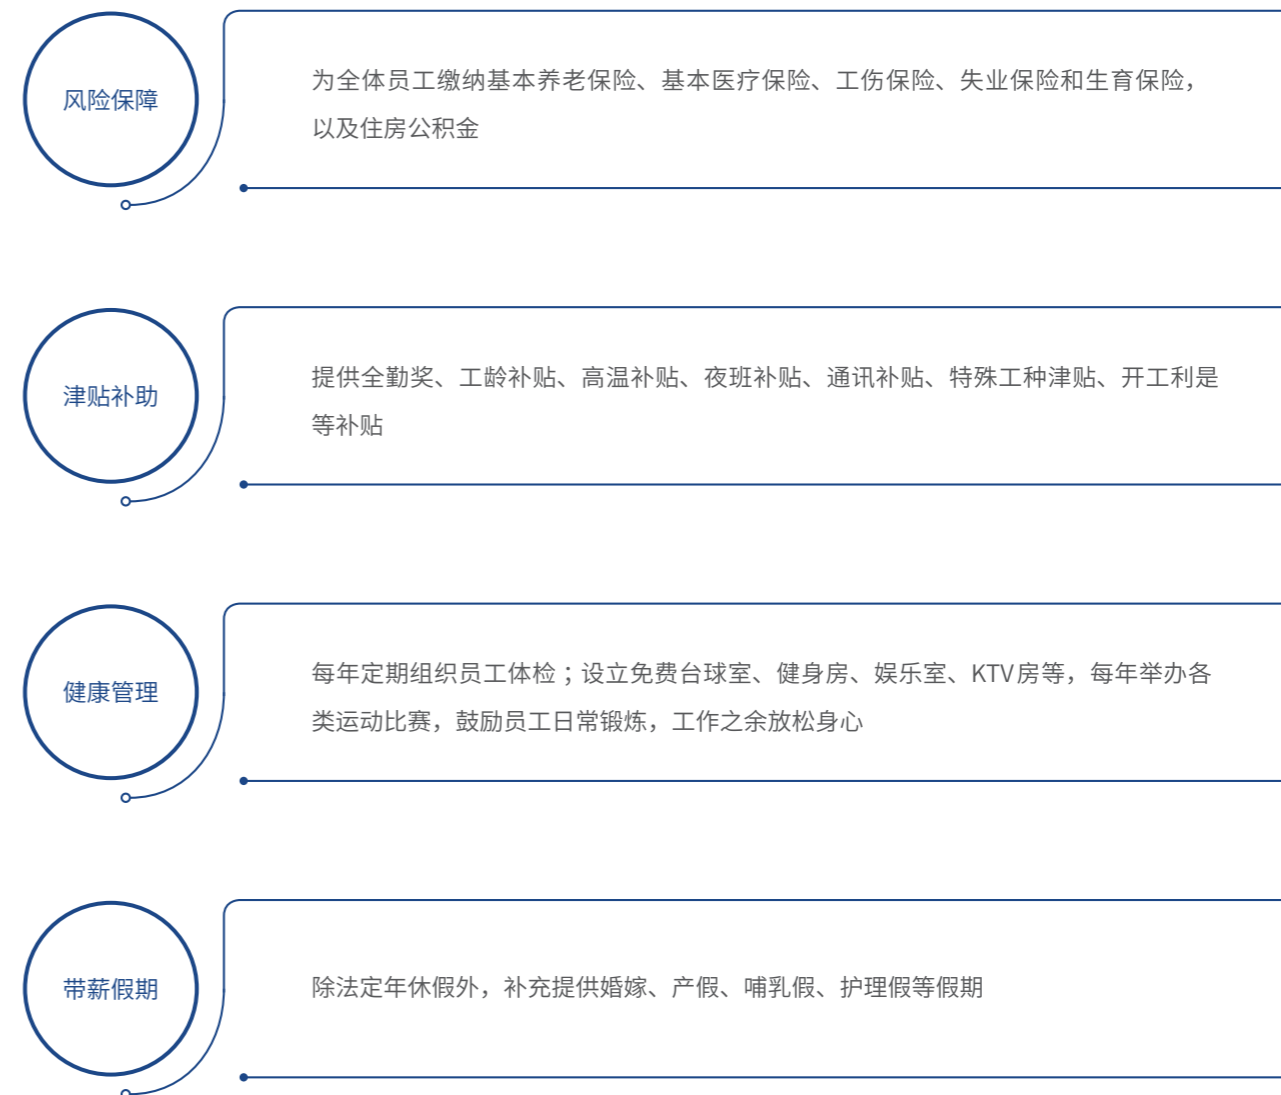 风险保障
为全体员工缴纳基本养老保险、基本医疗保险、工伤保险、失业保险和生育保险，
以及住房公积金
津贴补助
提供全勤奖、工龄补贴、高温补贴、夜班补贴、通讯补贴、特殊工种津贴、开工利是
等补贴
健康管理
每年定期组织员工体检；设立免费台球室、健身房、娱乐室、KTV房等，每年举办各
类运动比赛，鼓励员工日常锻炼，工作之余放松身心
带薪假期
除法定年休假外，补充提供婚嫁、产假、哺乳假、护理假等假期